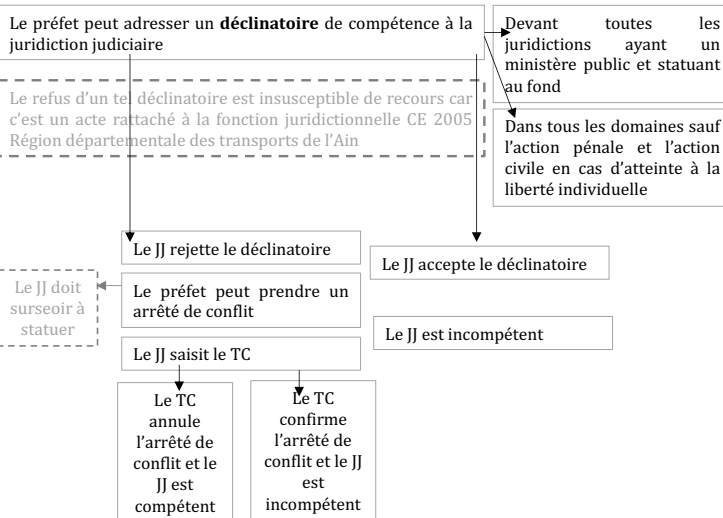 Le préfet peut adresser un déclinatoire de compétence à la
juridiction judiciaire
Devant toutes les
juridictions ayant un
ministère public et statuant
au fond
Le refus d'un tel déclinatoire est insusceptible de recours car
c'est un acte rattaché à la fonction juridictionnelle CE 2005
Région départementale des transports de l'Ain
Dans tous les domaines sauf
l'action pénale et l'action
civile en cas d'atteinte à la
liberté individuelle
Le JJ rejette le déclinatoire
Le JJ accepte le déclinatoire
Le JJ doit
surseoir à
statuer
Le préfet peut prendre un
arrêté de conflit
Le JJ est incompétent
Le JJ saisit le TC
Le TC
annule
l'arrêté de
conflit et le
JJ est
compétent
Le TC
confirme
l'arrêté de
conflit et le JJ
est
incompétent